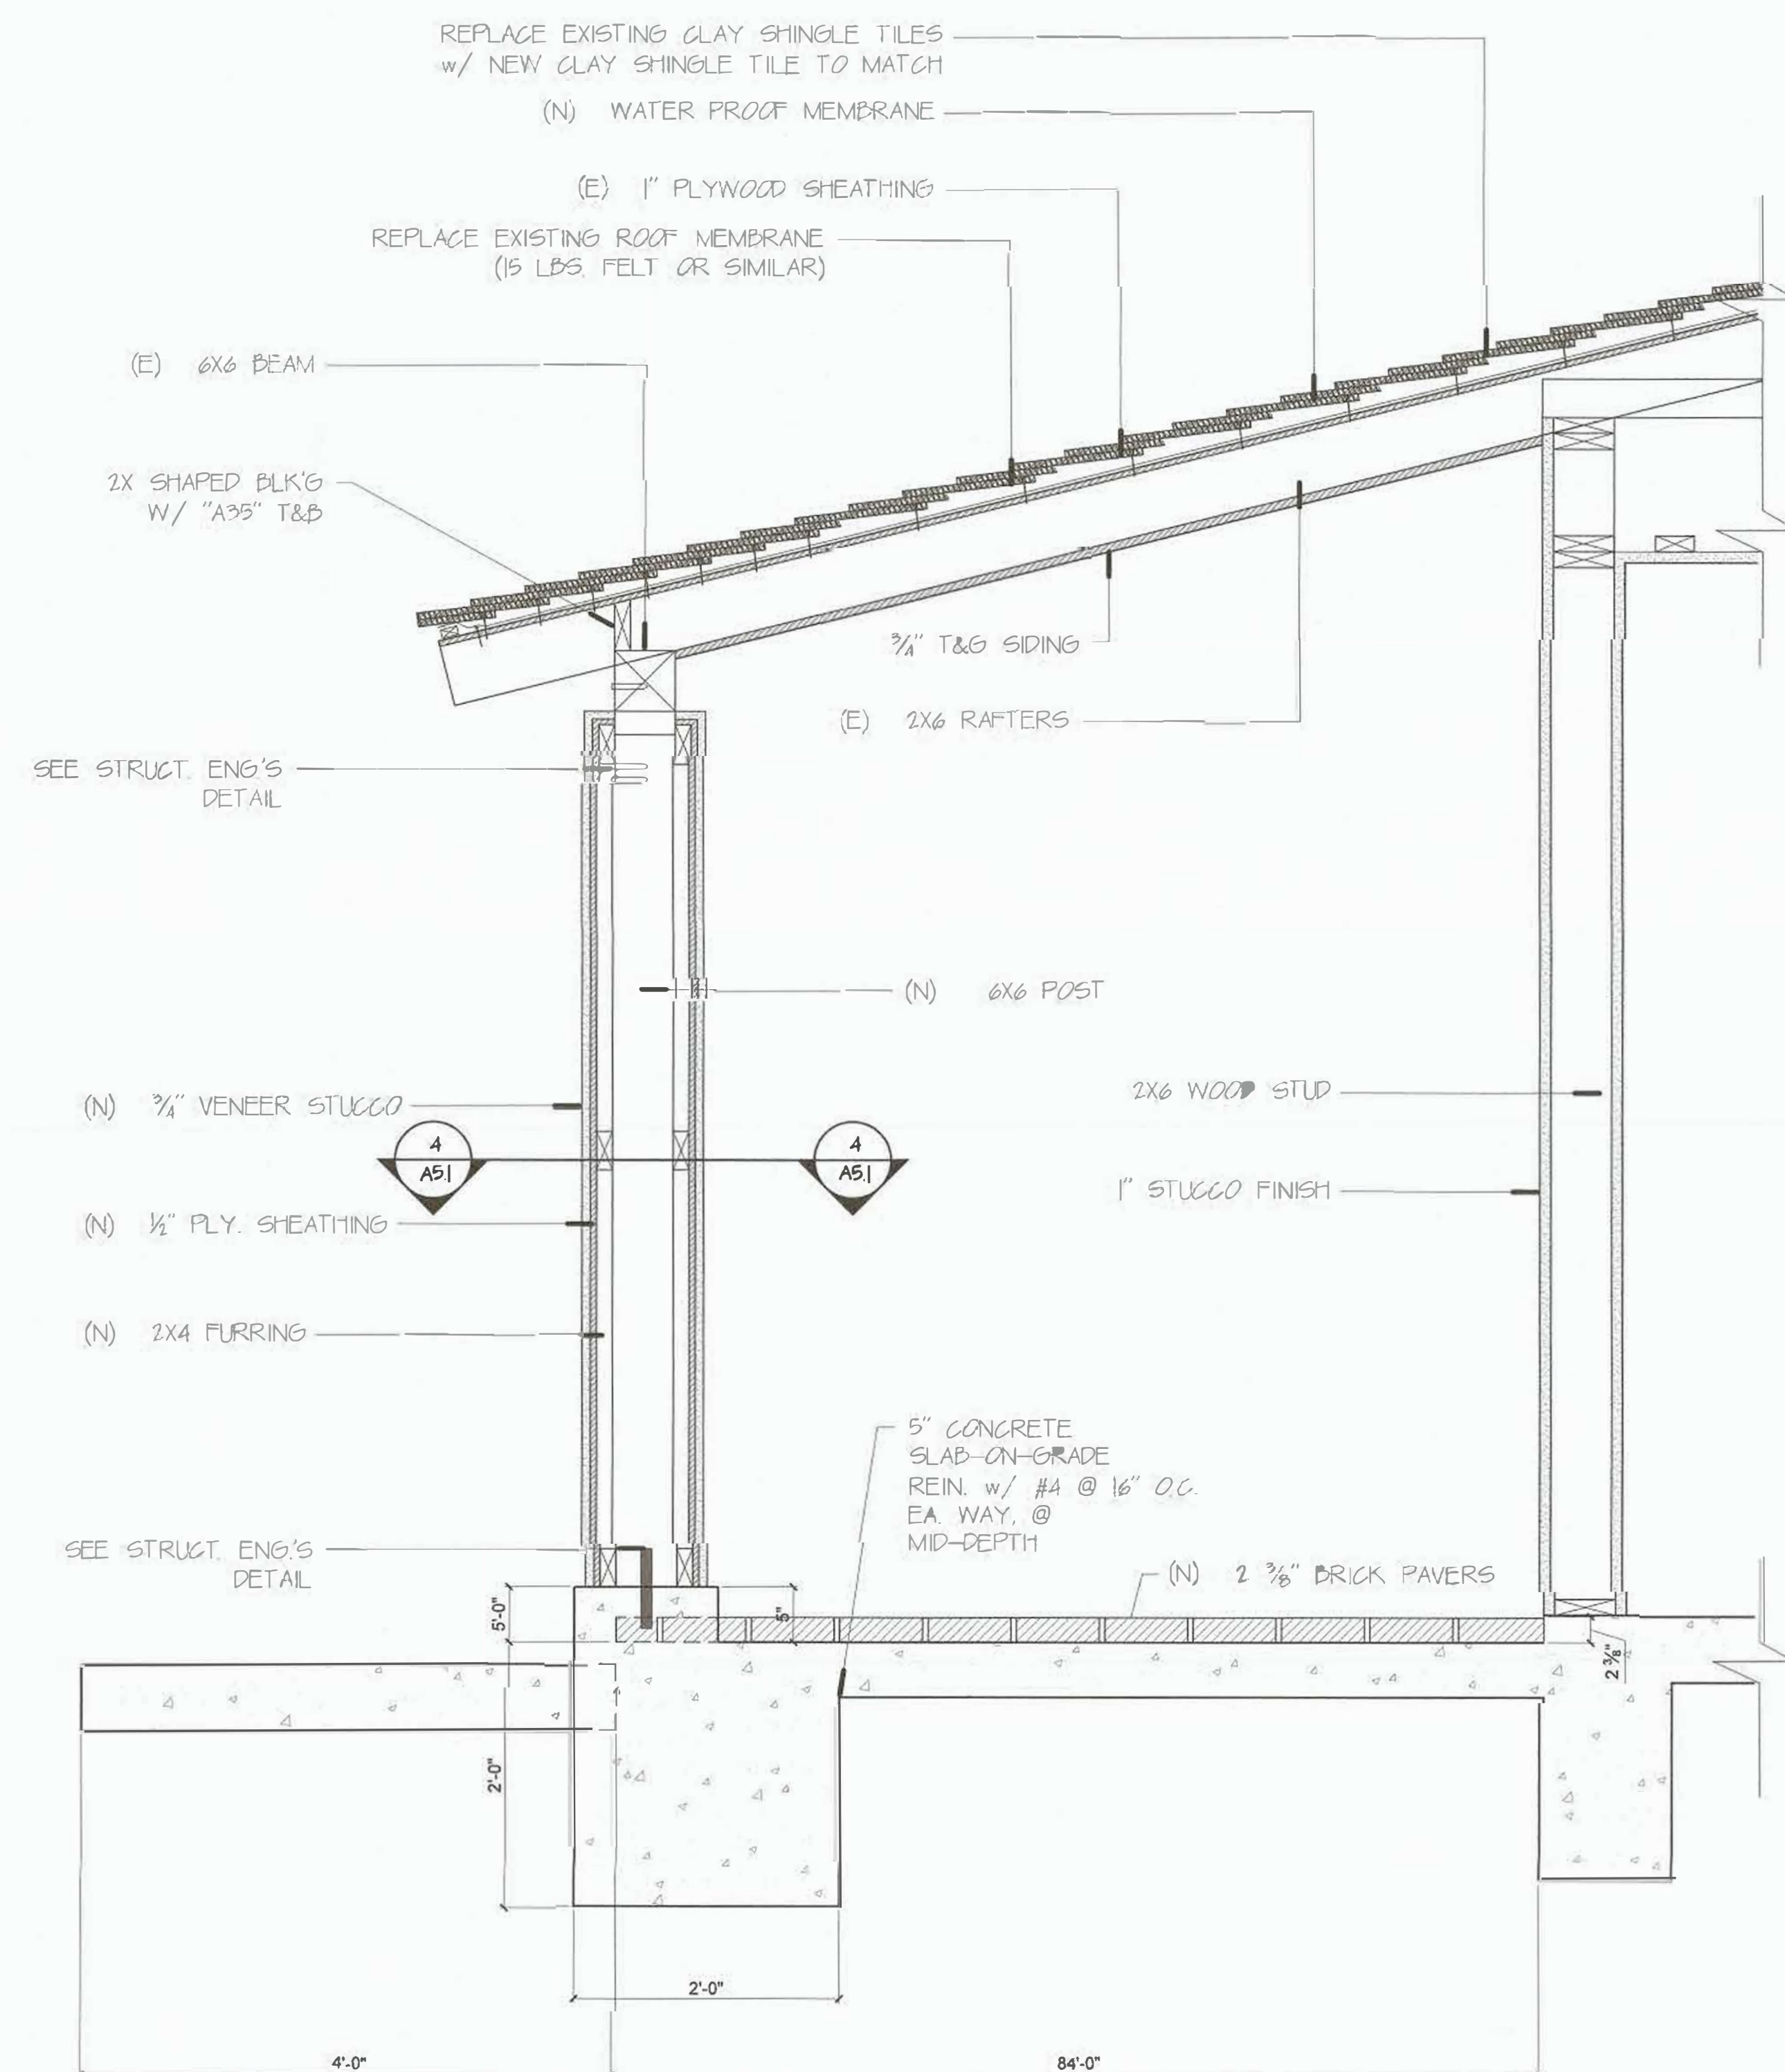 REPLACE EXISTING CLAY SHINGLE TILES
w/ NEW CLAY SHINGLE TILE TO MATCH
(N) WATER PROOF MEMBRANE
(E) 1" PLYWOOD SHEATHING
REPLACE EXISTING ROOF MEMBRANE
(15 LBS. FELT OR SIMILAR)
(E) 6X6 BEAM
2X SHAPED BLK'G
W/ "A35" T&B
3/4" T&G SIDING
(E) 2X6 RAFTERS
SEE STRUCT. ENG'S
DETAIL
(N) 6X6 POST
(N) 3/4" VENEER STUCCO
2X6 WOOD STUD
4
A5.1
4
A5.1
1" STUCCO FINISH
(N) 1/2" PLY. SHEATHING
(N) 2X4 FURRING
5" CONCRETE
SLAB-ON-GRADE
REIN. w/ #4 @ 16" O.C.
EA. WAY, @
MID-DEPTH
SEE STRUCT. ENG.'S
DETAIL
(N) 2 3/8" BRICK PAVERS
5'-0"
5"
2 3/8"
2'-0"
2'-0"
4'-0"
84'-0"